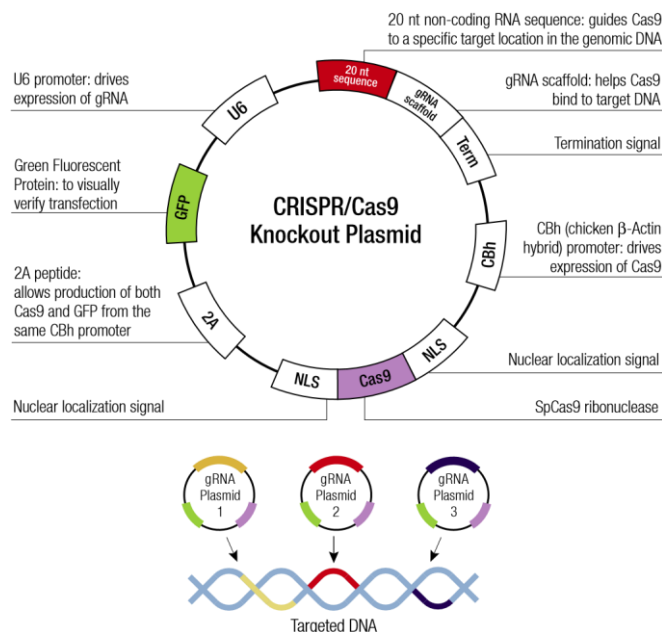 20 nt non-coding RNA sequence: guides Cas9
to a specific target location in the genomic DNA
U6 promoter: drives
expression of gRNA
20 nt
sequence
gRNA
scaffold
gRNA scaffold: helps Cas9
bind to target DNA
U6
Term
Termination signal
Green Fluorescent
Protein: to visually
verify transfection
GFP
CRISPR/Cas9
Knockout Plasmid
CBh
CBh (chicken β-Actin
hybrid) promoter: drives
expression of Cas9
2A peptide:
allows production of both
Cas9 and GFP from the
same CBh promoter
2A
NLS
Cas9
NLS
Nuclear localization signal
Nuclear localization signal
SpCas9 ribonuclease
gRNA
Plasmid
1
gRNA
Plasmid
2
gRNA
Plasmid
3
Targeted DNA